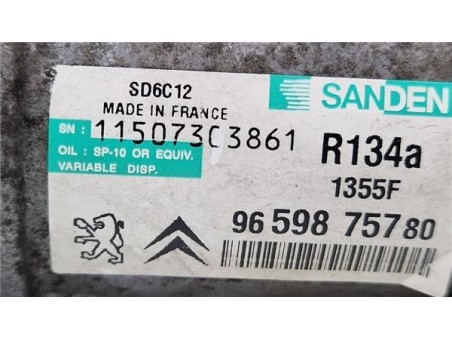 SD6C12
MADE IN FRANCE
SANDEN
SN : 11507303861
OIL : SP-10 OR EQUIV.
VARIABLE DISP.
R134a
1355F
96 598 757 80